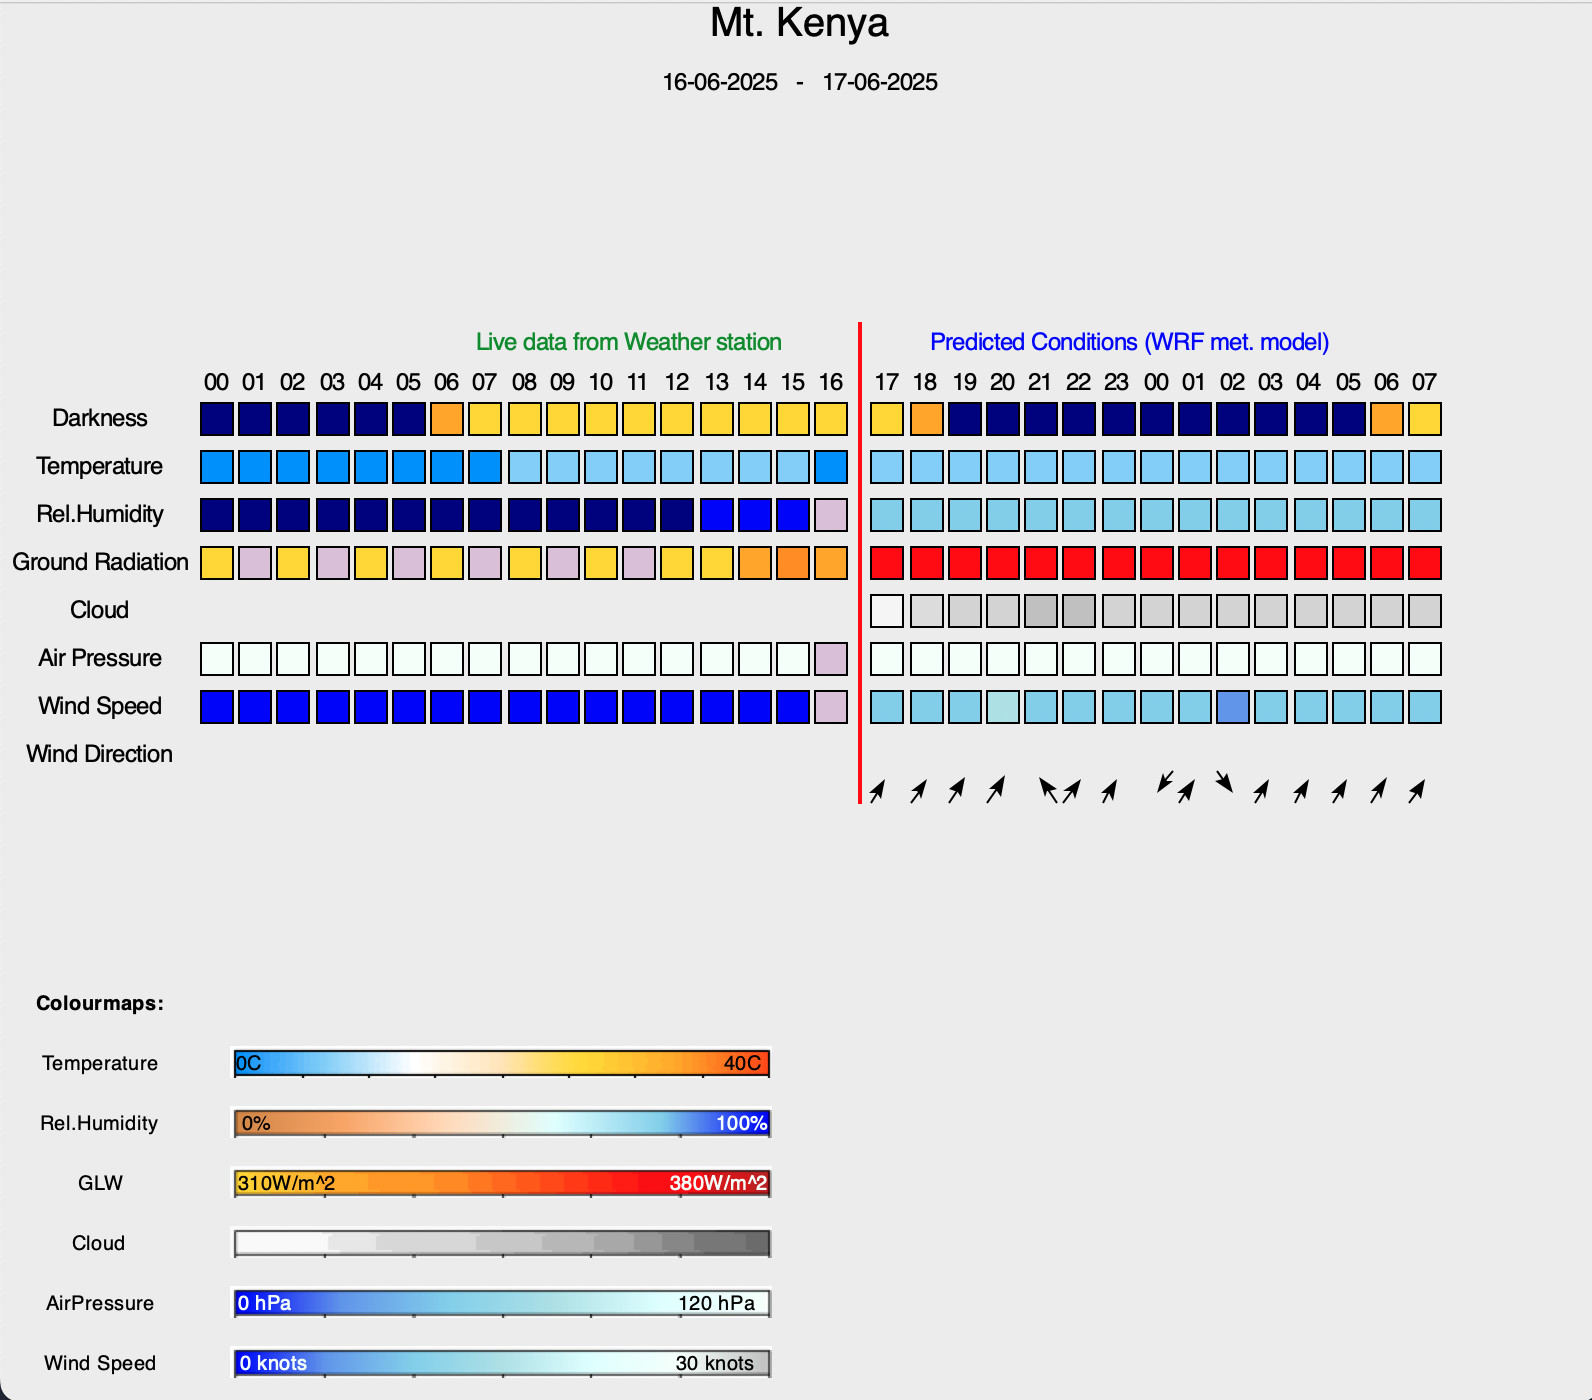 Mt. Kenya
16-06-2025 - 17-06-2025
Live data from Weather station Predicted Conditions (WRF met. model)
00 01 02 03 04 05 06 07 08 09 10 11 12 13 14 15 16 17 18 19 20 21 22 23 00 01 02 03 04 05 06 07
Darkness
Temperature
Rel.Humidity
Ground Radiation
Cloud
Air Pressure
Wind Speed
Wind Direction
Colourmaps:
Temperature 0C 40C
Rel.Humidity 0% 100%
GLW 310W/m^2 380W/m^2
Cloud
AirPressure 0 hPa 120 hPa
Wind Speed 0 knots 30 knots